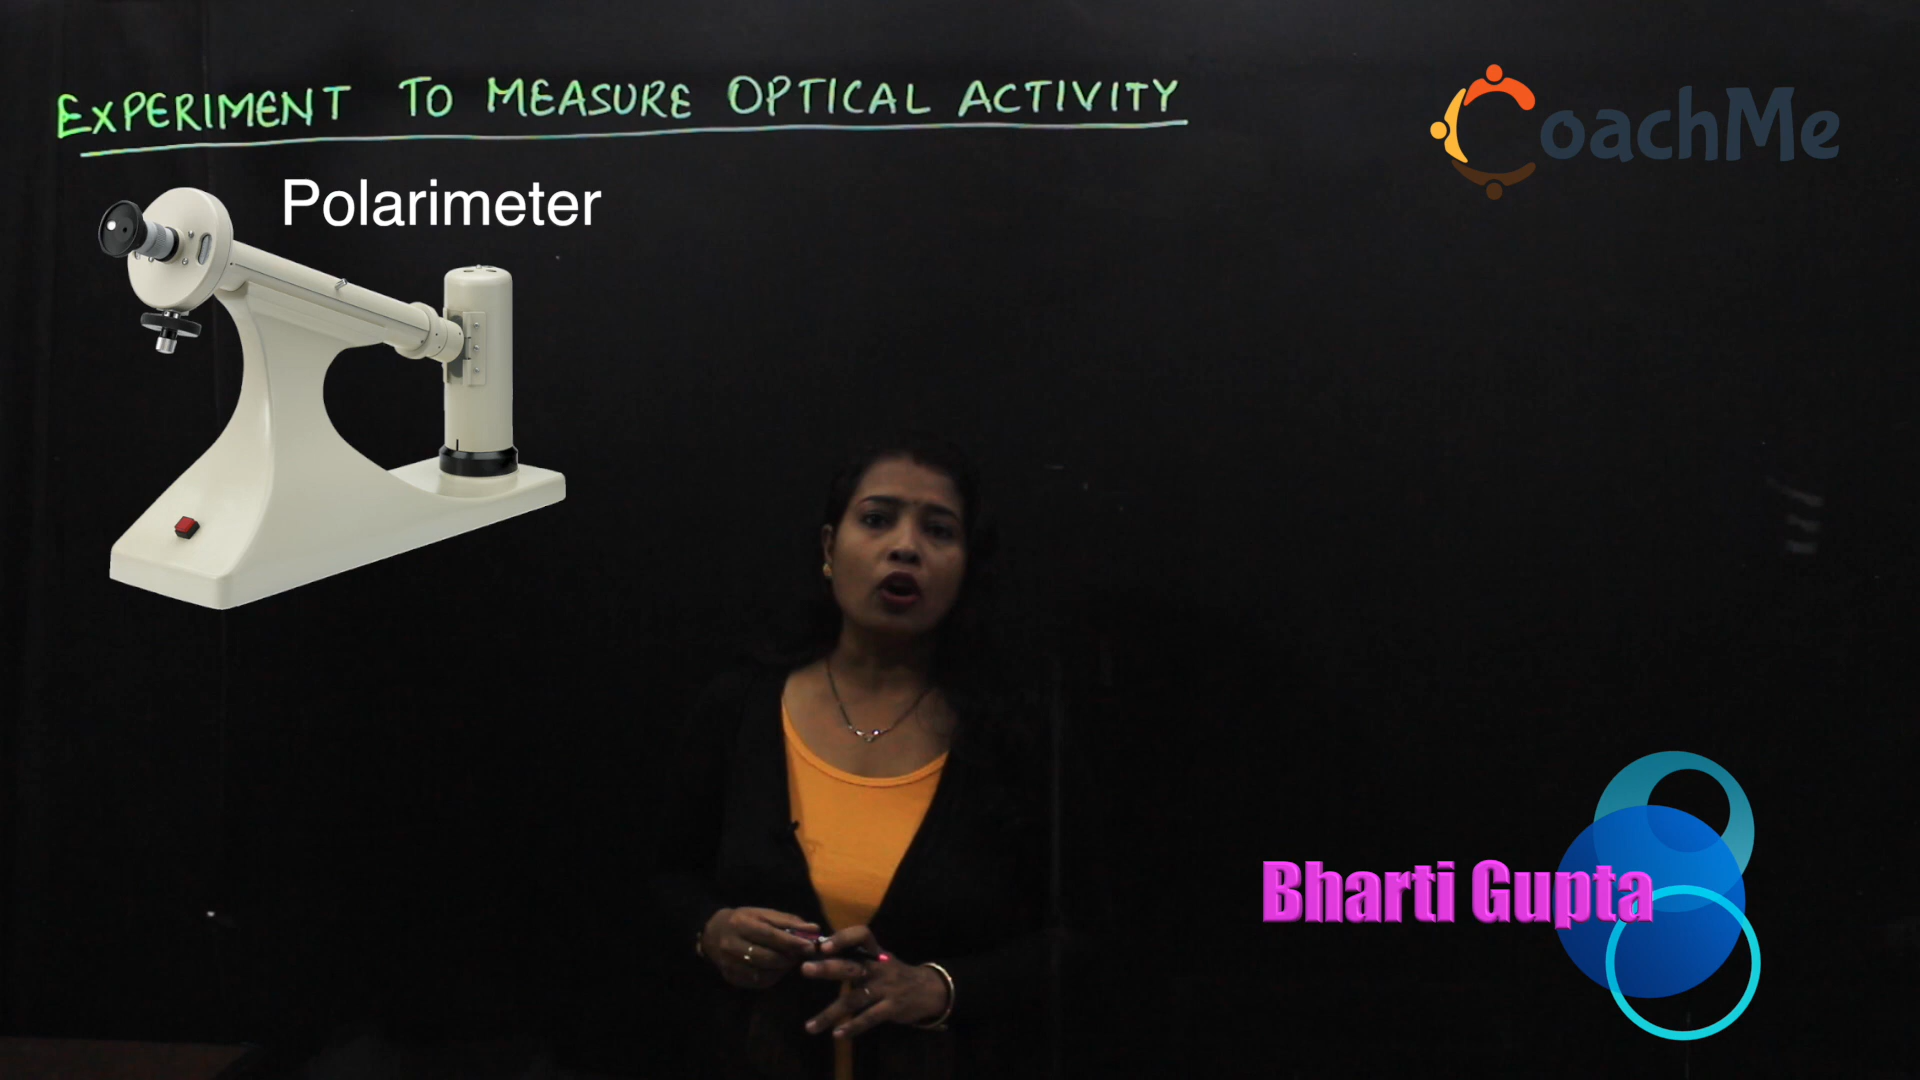 EXPERIMENT TO MEASURE OPTICAL ACTIVITY
CoachMe
Polarimeter
Bharti Gupta